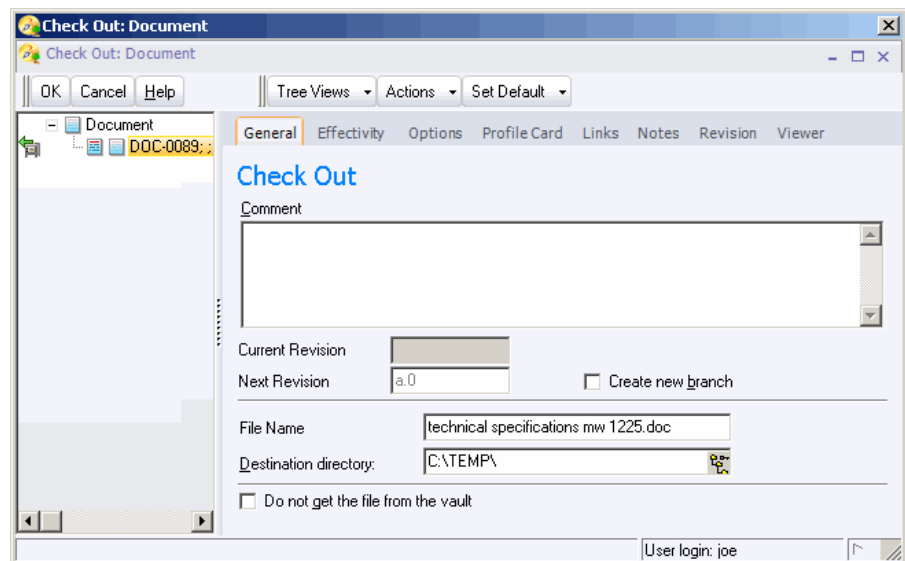 Check Out: Document
Check Out: Document
OK Cancel Help Tree Views Actions Set Default
Document
DOC-0089; ;
General Effectivity Options Profile Card Links Notes Revision Viewer
Check Out
Comment
Current Revision
Next Revision a.0 Create new branch
File Name technical specifications mw 1225.doc
Destination directory: C:\TEMP\
Do not get the file from the vault
User login: joe